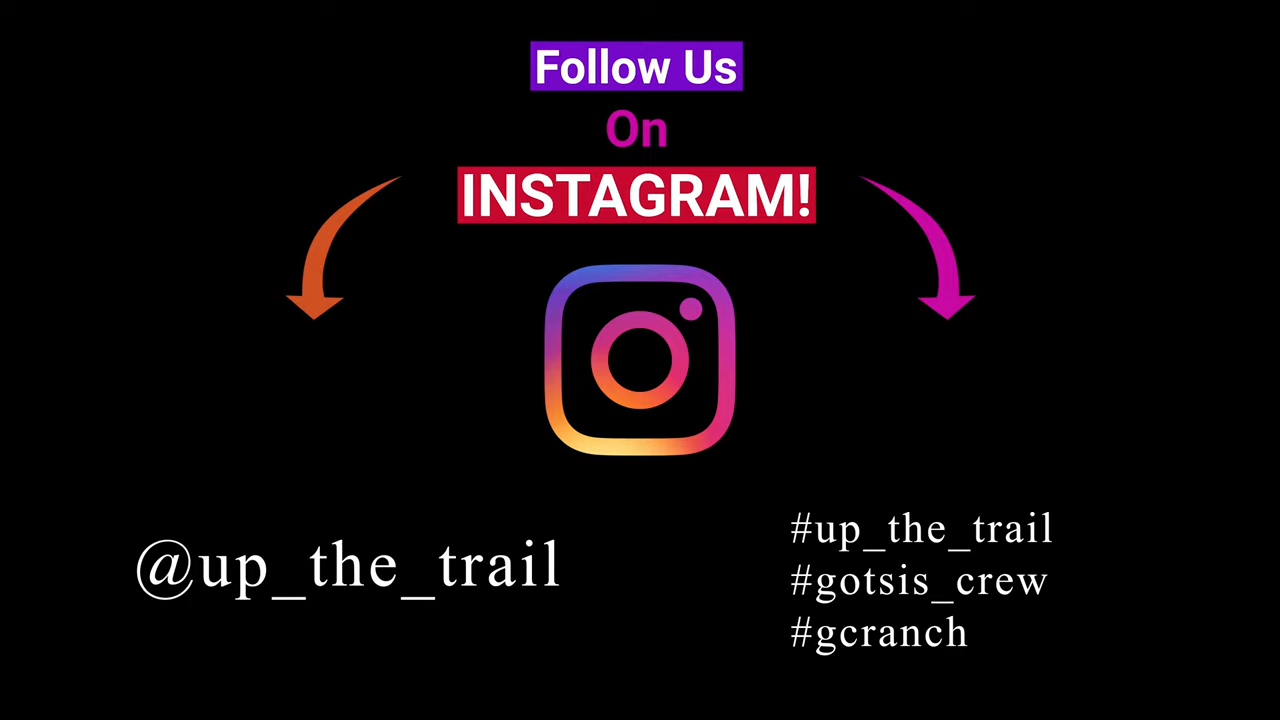 Follow Us
On
INSTAGRAM!
@up_the_trail
#up_the_trail
#gotsis_crew
#gcranch